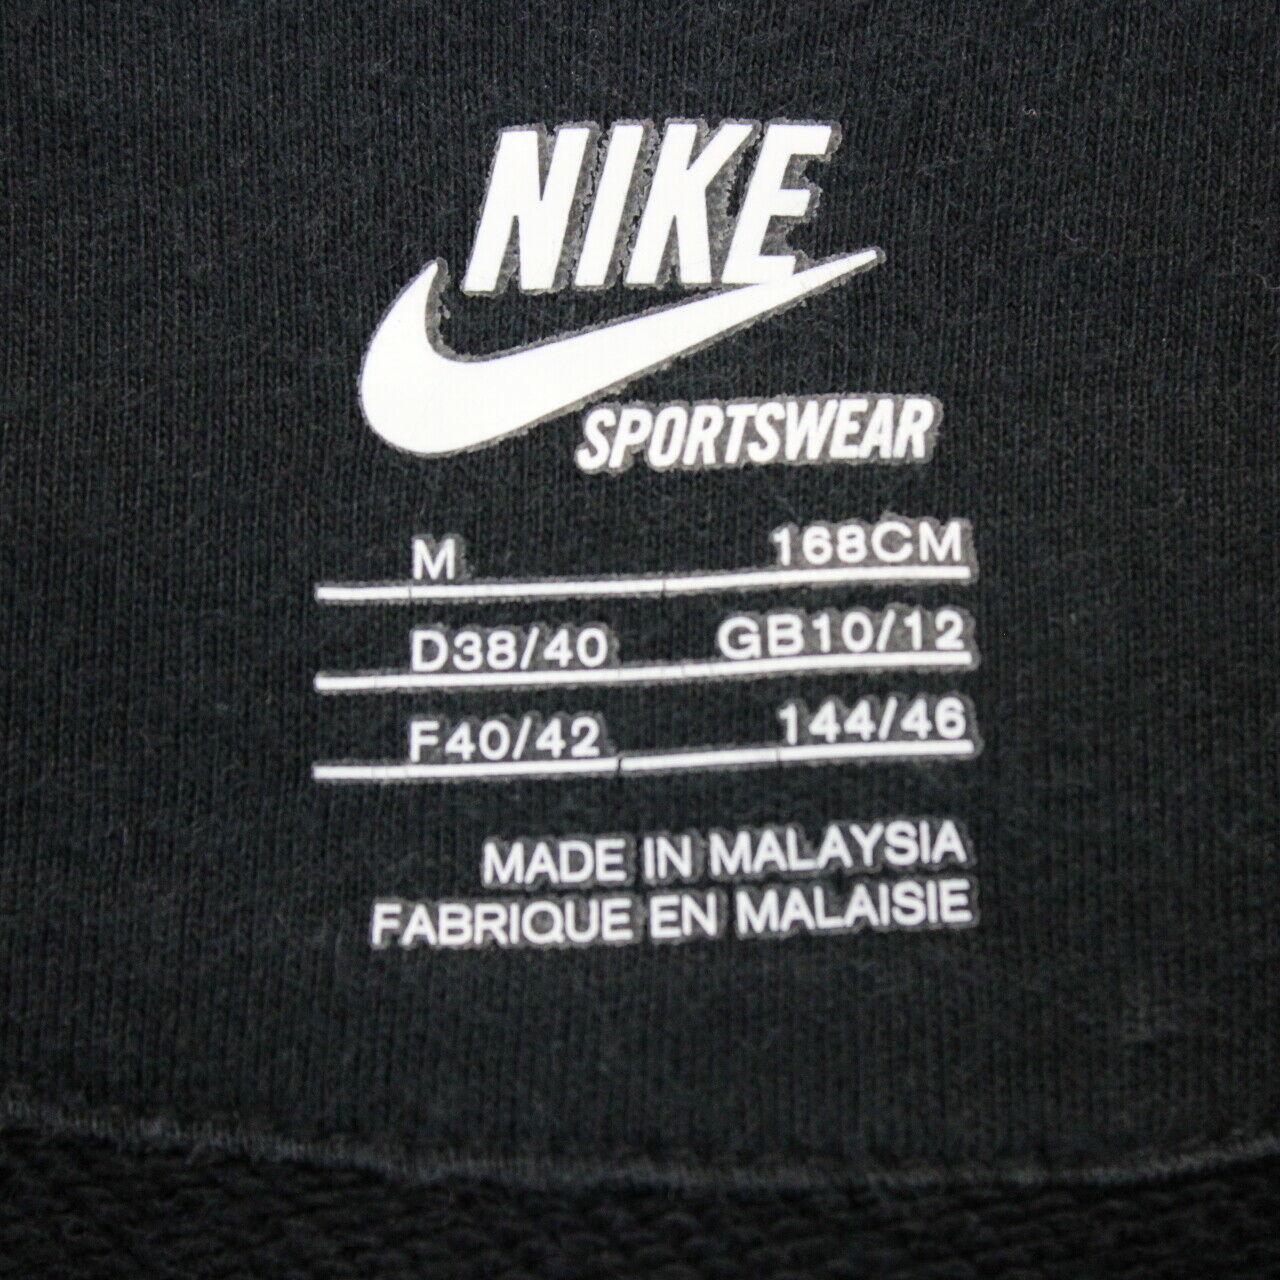 NIKE
SPORTSWEAR
M 168CM
D38/40 GB10/12
F40/42 144/46
MADE IN MALAYSIA
FABRIQUE EN MALAISIE